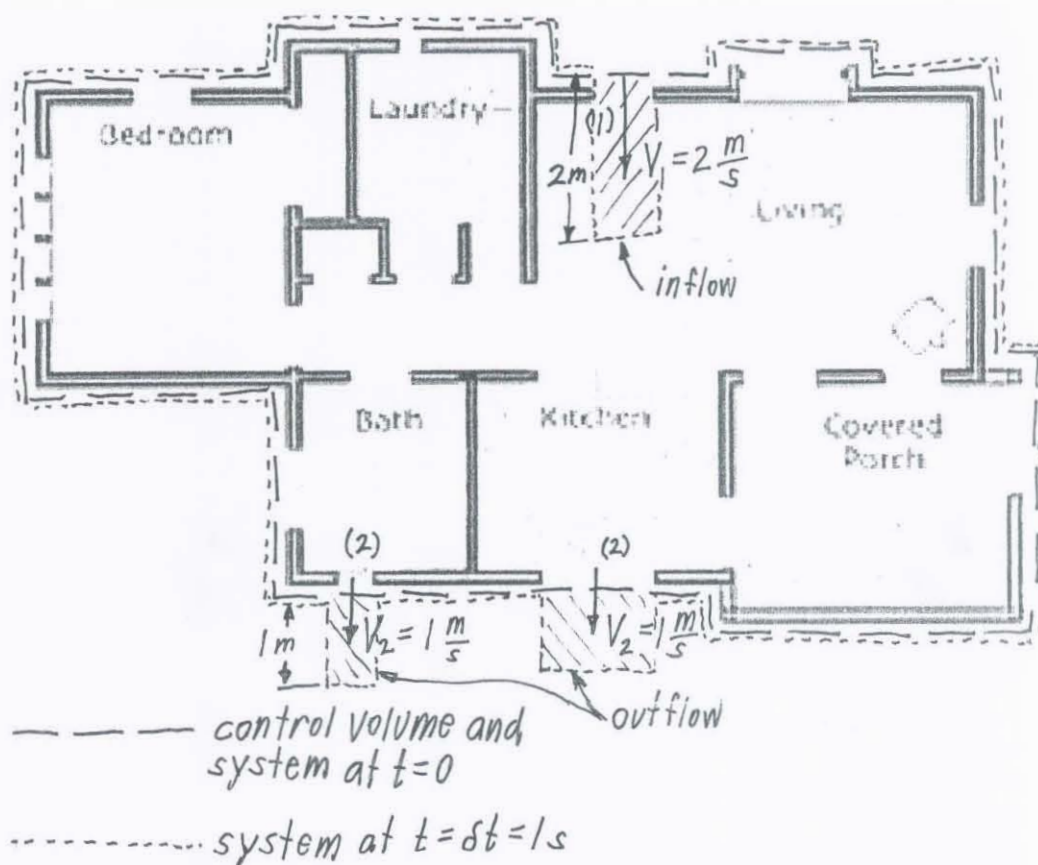 Laundry
Bedroom
(1)
2m
V = 2 m/s
Living
inflow
Bath
Kitchen
Covered
Porch
(2)
(2)
1m
V₂ = 1 m/s
V₂ = 1 m/s
outflow
control volume and
system at t=0
system at t = δt = 1s